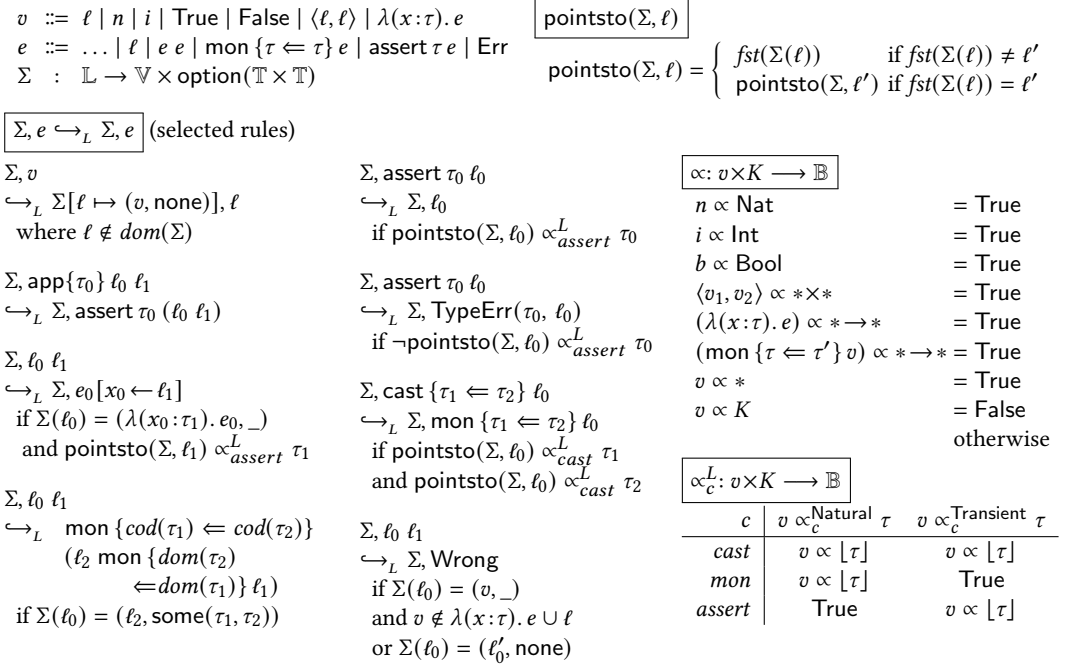 v ::= ℓ | n | i | True | False | ⟨ℓ, ℓ⟩ | λ(x : τ). e
e ::= … | ℓ | e e | mon {τ ⇐ τ} e | assert τ e | Err
Σ : 𝕃 → 𝕍 × option(𝕋 × 𝕋)
pointsto(Σ, ℓ)
pointsto(Σ, ℓ) = { fst(Σ(ℓ)) if fst(Σ(ℓ)) ≠ ℓ′
pointsto(Σ, ℓ′) if fst(Σ(ℓ)) = ℓ′
Σ, e ↪_L Σ, e (selected rules)
Σ, v
↪_L Σ[ℓ ↦ (v, none)], ℓ
where ℓ ∉ dom(Σ)
Σ, app{τ₀} ℓ₀ ℓ₁
↪_L Σ, assert τ₀ (ℓ₀ ℓ₁)
Σ, ℓ₀ ℓ₁
↪_L Σ, e₀[x₀ ← ℓ₁]
if Σ(ℓ₀) = (λ(x₀ : τ₁). e₀, _)
and pointsto(Σ, ℓ₁) ∝^L_assert τ₁
Σ, ℓ₀ ℓ₁
↪_L mon {cod(τ₁) ⇐ cod(τ₂)}
(ℓ₂ mon {dom(τ₂)
⇐dom(τ₁)} ℓ₁)
if Σ(ℓ₀) = (ℓ₂, some(τ₁, τ₂))
Σ, assert τ₀ ℓ₀
↪_L Σ, ℓ₀
if pointsto(Σ, ℓ₀) ∝^L_assert τ₀
Σ, assert τ₀ ℓ₀
↪_L Σ, TypeErr(τ₀, ℓ₀)
if ¬pointsto(Σ, ℓ₀) ∝^L_assert τ₀
Σ, cast {τ₁ ⇐ τ₂} ℓ₀
↪_L Σ, mon {τ₁ ⇐ τ₂} ℓ₀
if pointsto(Σ, ℓ₀) ∝^L_cast τ₁
and pointsto(Σ, ℓ₀) ∝^L_cast τ₂
Σ, ℓ₀ ℓ₁
↪_L Σ, Wrong
if Σ(ℓ₀) = (v, _)
and v ∉ λ(x : τ). e ∪ ℓ
or Σ(ℓ₀) = (ℓ₀′, none)
∝: v×K ⟶ 𝔹
n ∝ Nat = True
i ∝ Int = True
b ∝ Bool = True
⟨v₁, v₂⟩ ∝ ∗×∗ = True
(λ(x : τ). e) ∝ ∗→∗ = True
(mon {τ ⇐ τ′} v) ∝ ∗→∗ = True
v ∝ ∗ = True
v ∝ K = False
otherwise
∝^L_c: v×K ⟶ 𝔹
c v ∝^Natural_c τ v ∝^Transient_c τ
cast v ∝ ⌊τ⌋ v ∝ ⌊τ⌋
mon v ∝ ⌊τ⌋ True
assert True v ∝ ⌊τ⌋